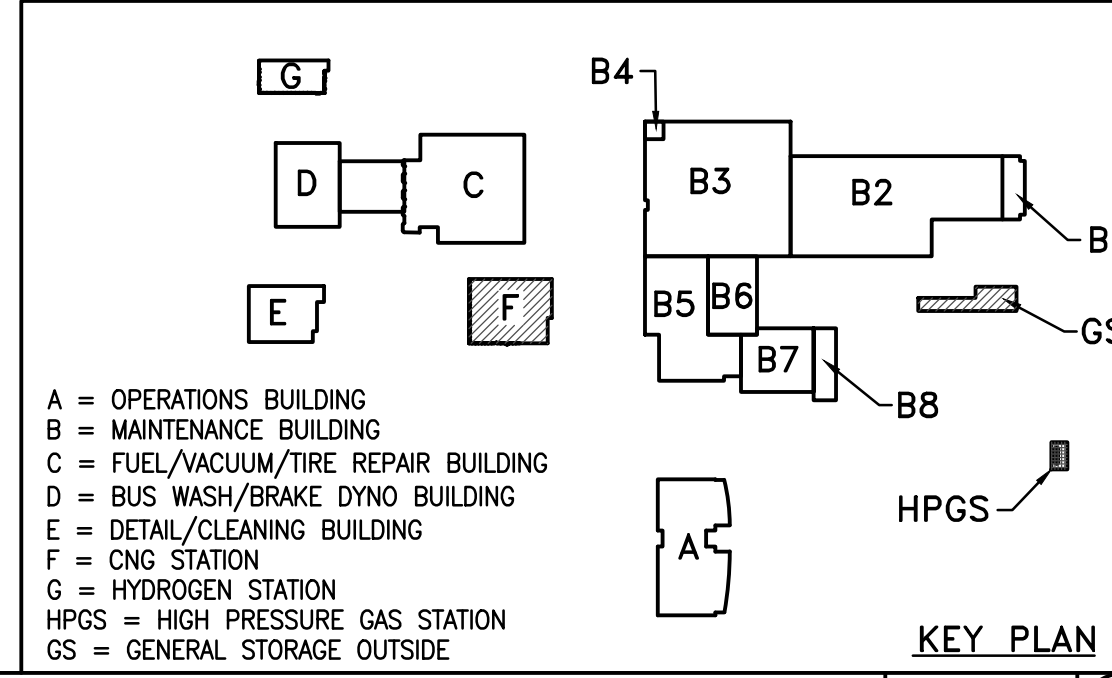 G
B4
D
C
B3
B2
B
E
F
B5
B6
GS
B7
B8
A = OPERATIONS BUILDING
B = MAINTENANCE BUILDING
C = FUEL/VACUUM/TIRE REPAIR BUILDING
D = BUS WASH/BRAKE DYNO BUILDING
E = DETAIL/CLEANING BUILDING
F = CNG STATION
G = HYDROGEN STATION
HPGS = HIGH PRESSURE GAS STATION
GS = GENERAL STORAGE OUTSIDE
HPGS
A
KEY PLAN